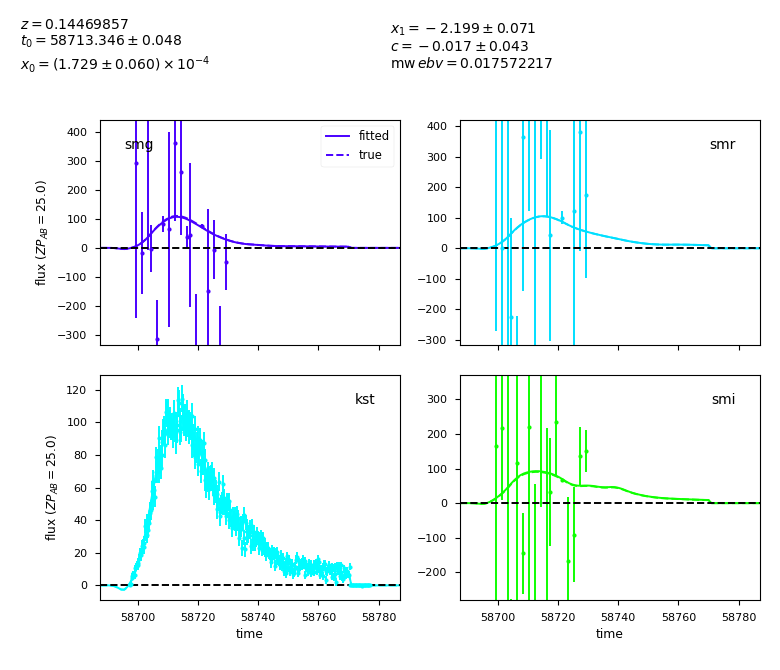 z = 0.14469857
t₀ = 58713.346 ± 0.048
x₀ = (1.729 ± 0.060) × 10⁻⁴
x₁ = −2.199 ± 0.071
c = −0.017 ± 0.043
mw ebv = 0.017572217
smg
fitted
true
400
300
200
100
0
−100
−200
−300
flux (ZP_AB = 25.0)
smr
400
300
200
100
0
−100
−200
−300
kst
120
100
80
60
40
20
0
flux (ZP_AB = 25.0)
58700 58720 58740 58760 58780
time
smi
300
200
100
0
−100
−200
58700 58720 58740 58760 58780
time